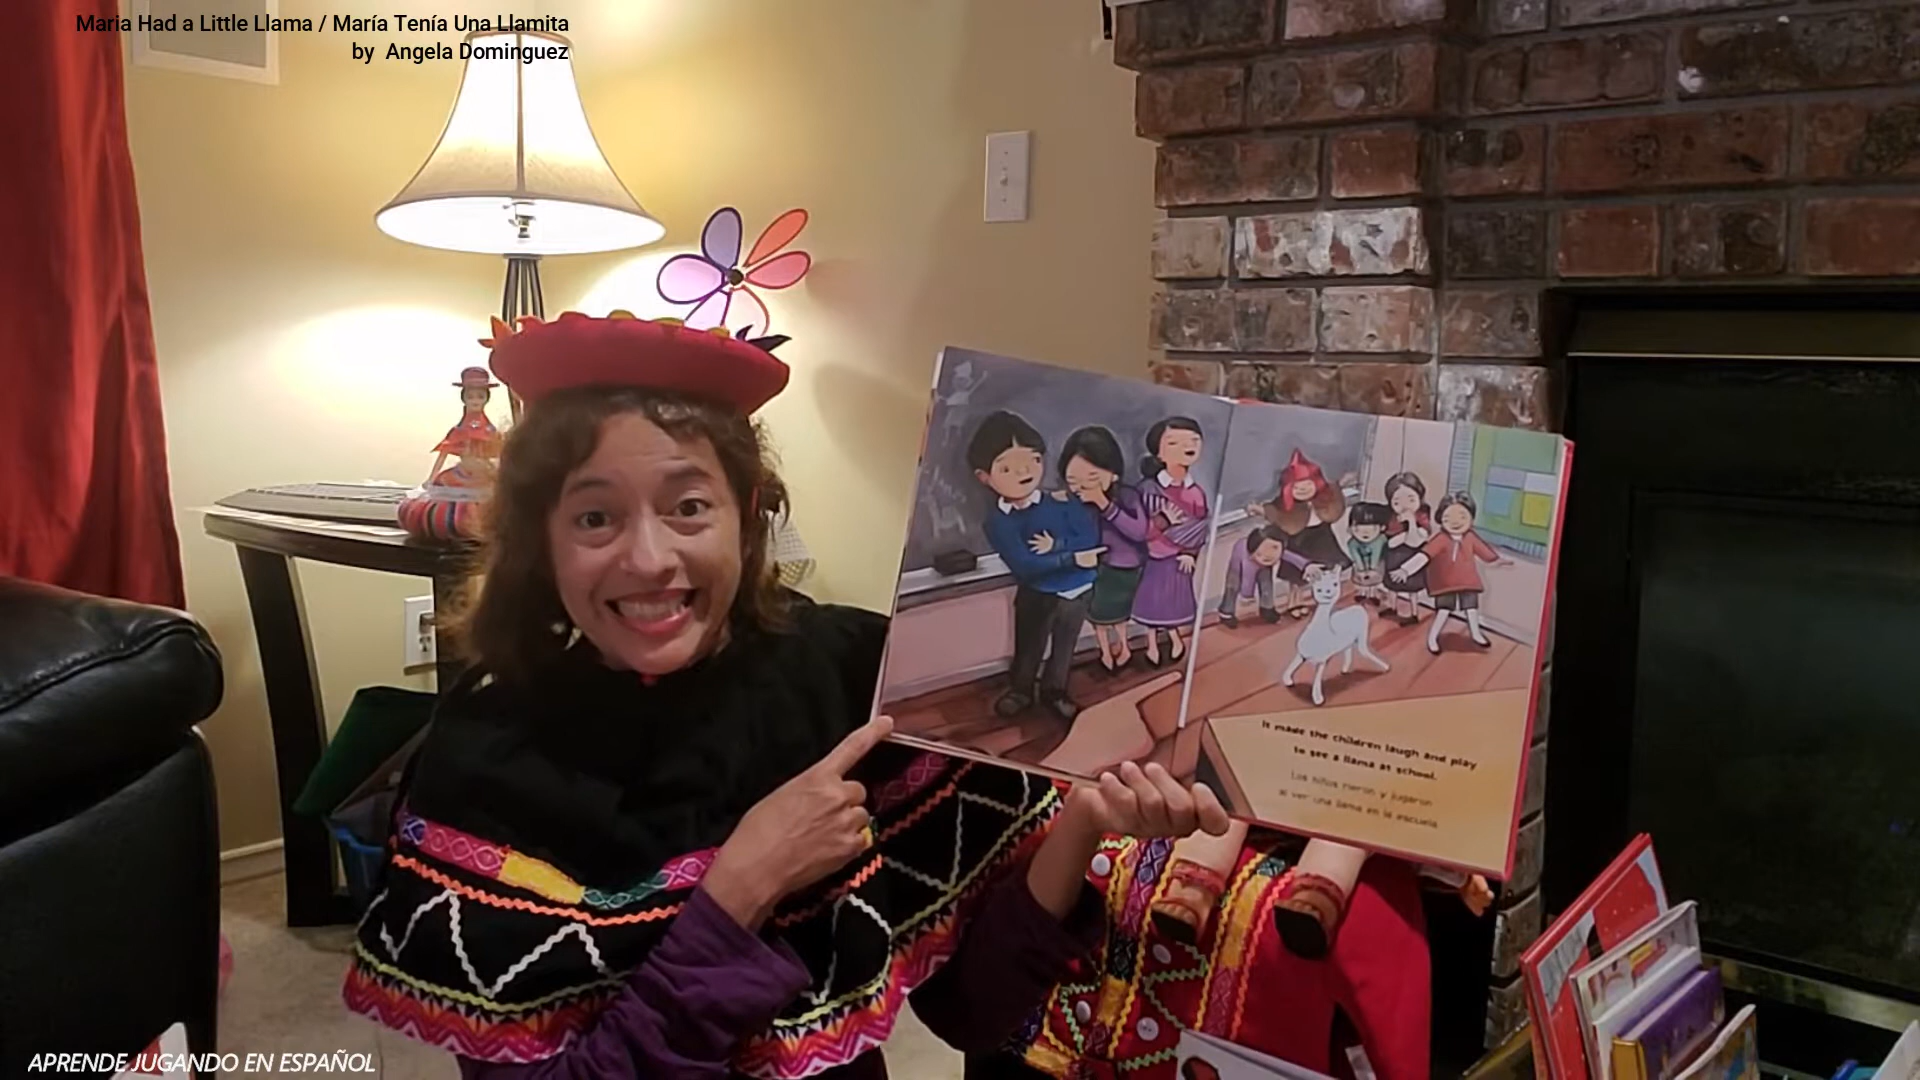 Maria Had a Little Llama / María Tenía Una Llamita
by Angela Dominguez
It made the children laugh and play
to see a llama at school.
Los niños rieron y jugaron
al ver una llama en la escuela
APRENDE JUGANDO EN ESPAÑOL